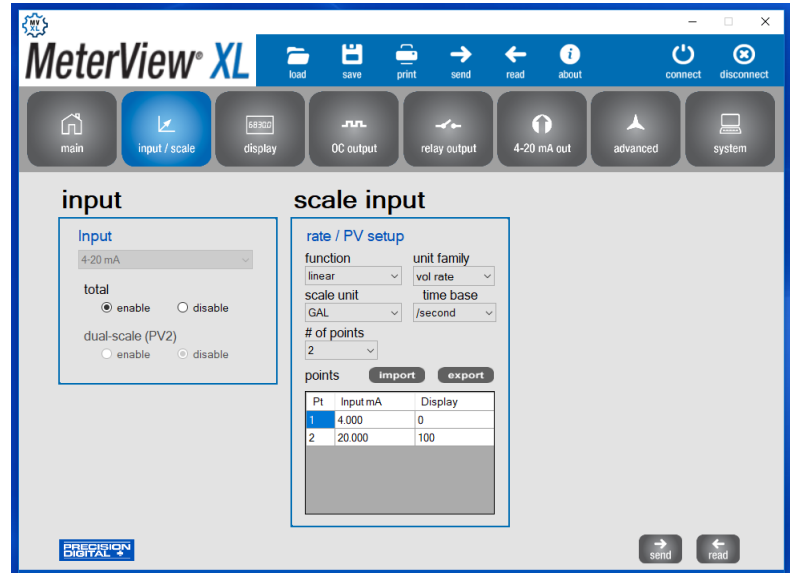 MV
XL
MeterView® XL
load save print send read about connect disconnect
main input / scale display OC output relay output 4-20 mA out advanced system
68300
input
Input
4-20 mA
total
enable disable
dual-scale (PV2)
enable disable
scale input
rate / PV setup
function unit family
linear vol rate
scale unit time base
GAL /second
# of points
2
points import export
Pt Input mA Display
1 4.000 0
2 20.000 100
PRECISION
DIGITAL
send read